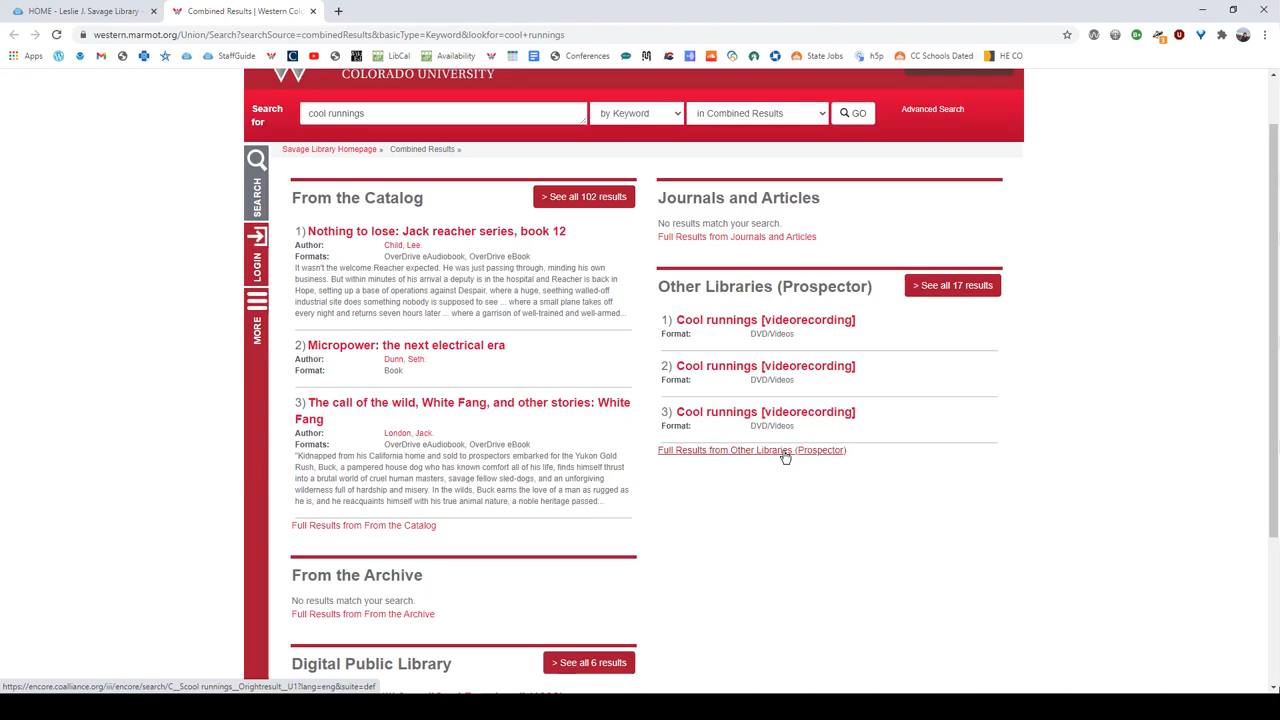 HOME - Leslie J. Savage Library -
Combined Results | Western Colo
western.marmot.org/Union/Search?searchSource=combinedResults&basicType=Keyword&lookfor=cool+runnings
Apps
StaffGuide
LibCal
Availability
Conferences
State Jobs
h5p
CC Schools Dated
HE CO
COLORADO UNIVERSITY
Search for
cool runnings
by Keyword
in Combined Results
GO
Advanced Search
Savage Library Homepage » Combined Results »
SEARCH
LOGIN
MORE
From the Catalog
> See all 102 results
1) Nothing to lose: Jack reacher series, book 12
Author: Child, Lee.
Formats: OverDrive eAudiobook, OverDrive eBook
It wasn't the welcome Reacher expected. He was just passing through, minding his own
business. But within minutes of his arrival a deputy is in the hospital and Reacher is back in
Hope, setting up a base of operations against Despair, where a huge, seething walled-off
industrial site does something nobody is supposed to see ... where a small plane takes off
every night and returns seven hours later ... where a garrison of well-trained and well-armed...
2) Micropower: the next electrical era
Author: Dunn, Seth.
Format: Book
3) The call of the wild, White Fang, and other stories: White
Fang
Author: London, Jack.
Formats: OverDrive eAudiobook, OverDrive eBook
"Kidnapped from his California home and sold to prospectors embarked for the Yukon Gold
Rush, Buck, a pampered house dog who has known comfort all of his life, finds himself thrust
into a brutal world of cruel human masters, savage fellow sled-dogs, and an unforgiving
wilderness full of hardship and misery. In the wilds, Buck earns the love of a man as rugged as
he is, and he reacquaints himself with his true animal nature, a noble heritage passed...
Full Results from From the Catalog
From the Archive
No results match your search.
Full Results from From the Archive
Digital Public Library
> See all 6 results
Journals and Articles
No results match your search.
Full Results from Journals and Articles
Other Libraries (Prospector)
> See all 17 results
1) Cool runnings [videorecording]
Format: DVD/Videos
2) Cool runnings [videorecording]
Format: DVD/Videos
3) Cool runnings [videorecording]
Format: DVD/Videos
Full Results from Other Libraries (Prospector)
https://encore.coalliance.org/iii/encore/search/C__Scool runnings__Orightresult__U1?lang=eng&suite=def